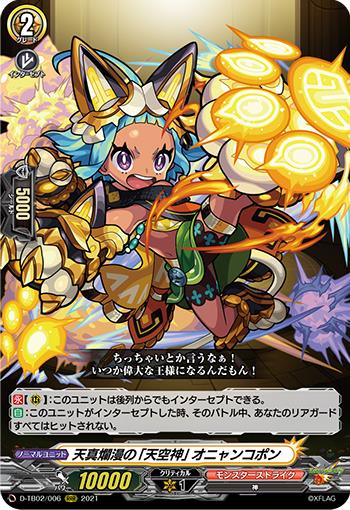 2
グレード
インターセプト
5000
シールド
ちっちゃいとか言うなぁ!
いつか偉大な王様になるんだもん!
永【(R)】:このユニットは後列からでもインターセプトできる。
自:このユニットがインターセプトした時、そのバトル中、あなたのリアガード
すべてはヒットされない。
ノーマルユニット
天真爛漫の「天空神」 オニャンコポン
パワー 10000
クリティカル
1
モンスターストライク
神
D-TB02/006 RRR 2021
©XFLAG